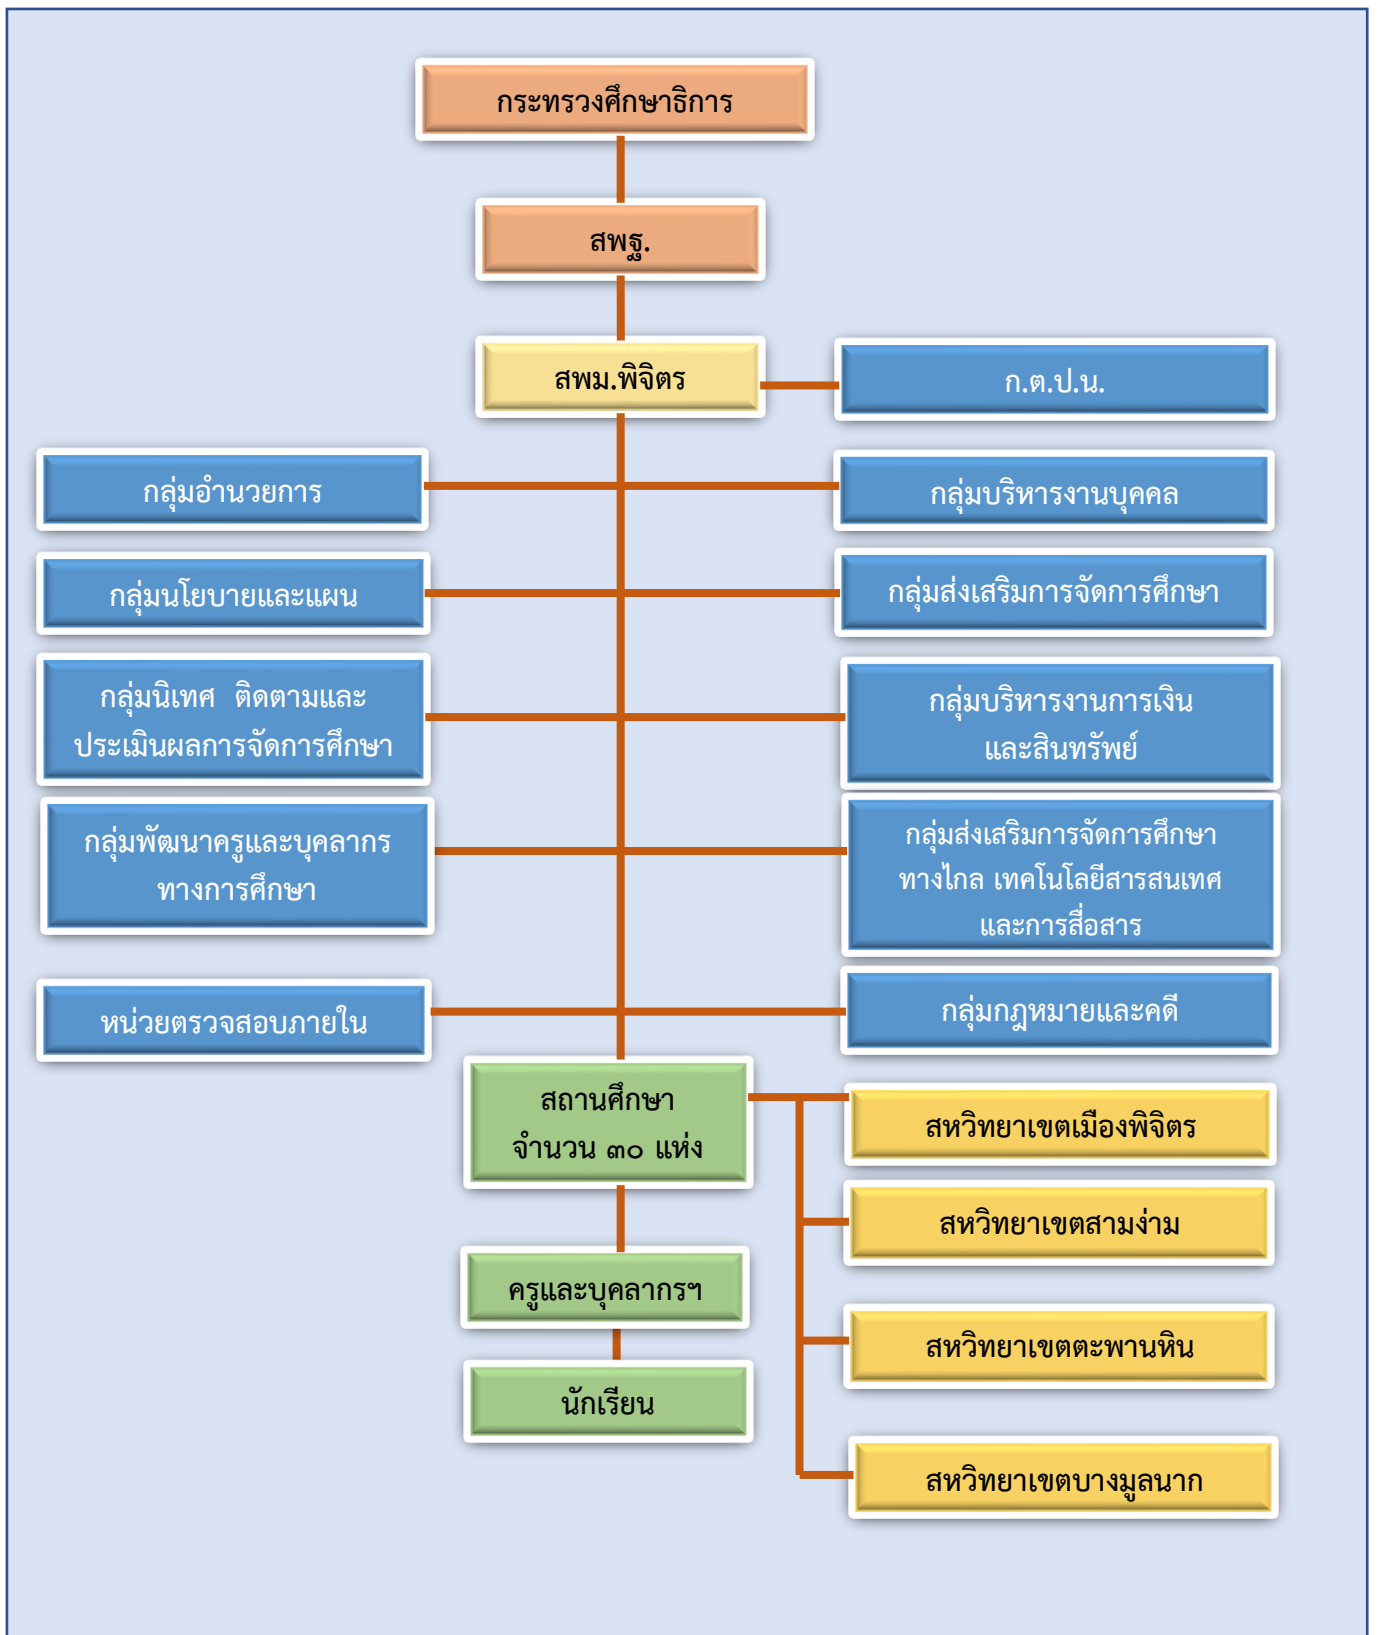 กระทรวงศึกษาธิการ
สพฐ.
สพม.พิจิตร
ก.ต.ป.น.
กลุ่มอำนวยการ
กลุ่มบริหารงานบุคคล
กลุ่มนโยบายและแผน
กลุ่มส่งเสริมการจัดการศึกษา
กลุ่มนิเทศ ติดตามและ
ประเมินผลการจัดการศึกษา
กลุ่มบริหารงานการเงิน
และสินทรัพย์
กลุ่มพัฒนาครูและบุคลากร
ทางการศึกษา
กลุ่มส่งเสริมการจัดการศึกษา
ทางไกล เทคโนโลยีสารสนเทศ
และการสื่อสาร
หน่วยตรวจสอบภายใน
กลุ่มกฎหมายและคดี
สถานศึกษา
จำนวน ๓๐ แห่ง
สหวิทยาเขตเมืองพิจิตร
สหวิทยาเขตสามง่าม
ครูและบุคลากรฯ
สหวิทยาเขตตะพานหิน
นักเรียน
สหวิทยาเขตบางมูลนาก